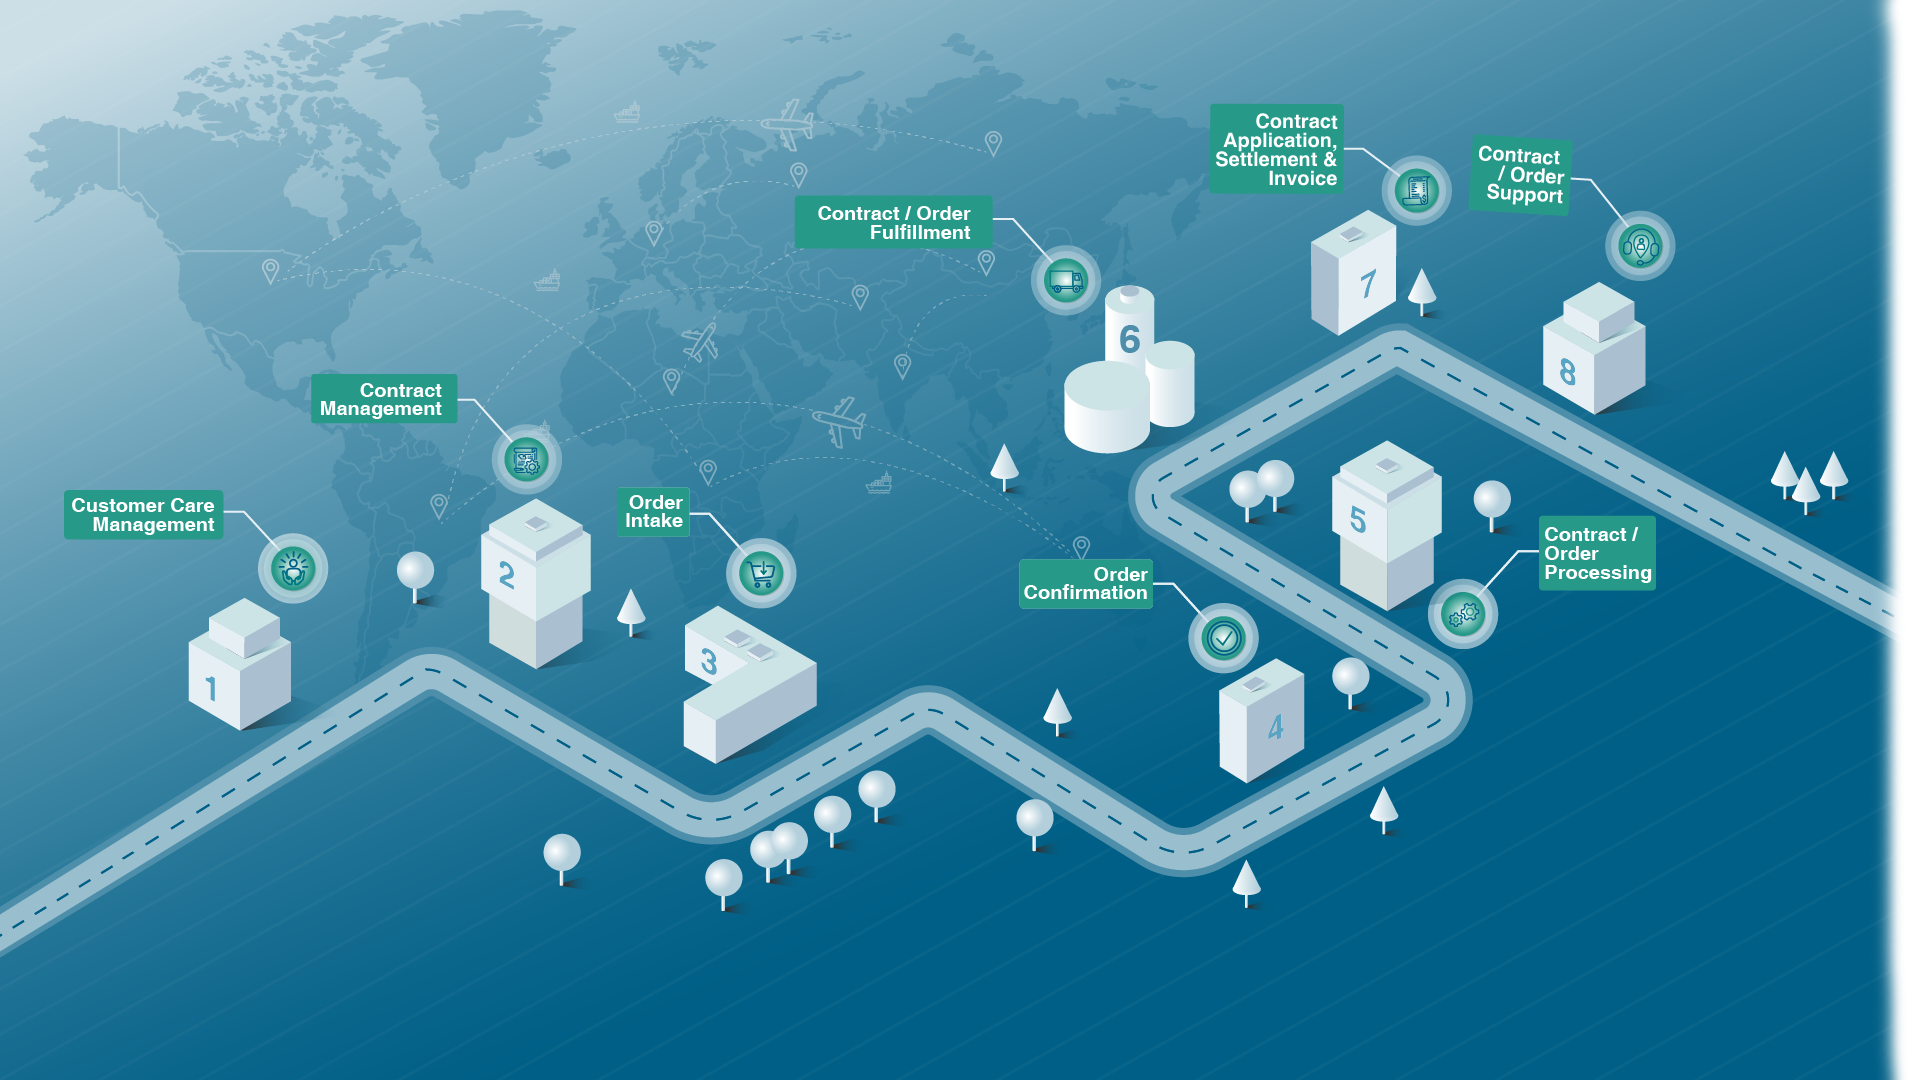 Customer Care
Management
1
Contract
Management
2
Order
Intake
3
Order
Confirmation
4
Contract /
Order
Processing
5
Contract / Order
Fulfillment
6
Contract
Application,
Settlement &
Invoice
7
Contract
/ Order
Support
8